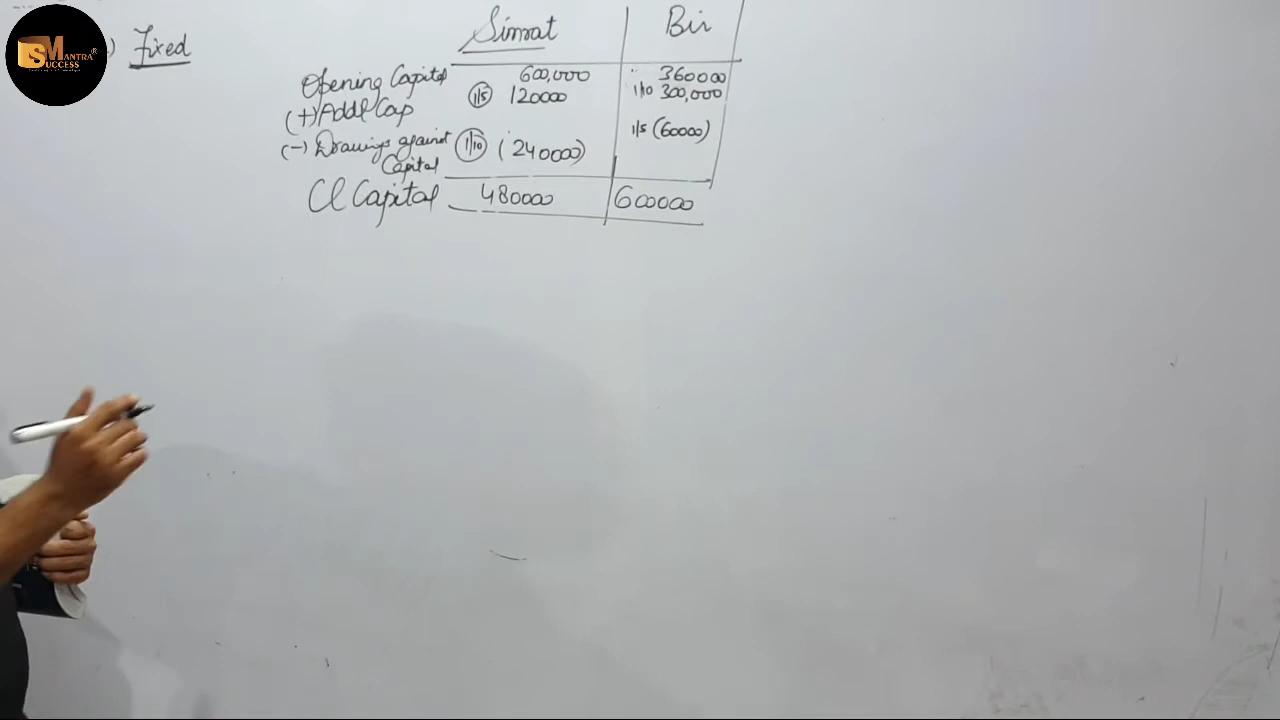 SUCCESS MANTRA®
) Fixed
Simrat Bir
Opening Capital 600,000 360000
(+) Addl Cap 1/5 120000 1/10 300,000
1/5 (60000)
(-) Drawings against 1/10 (240000)
Capital
Cl Capital 480000 600000